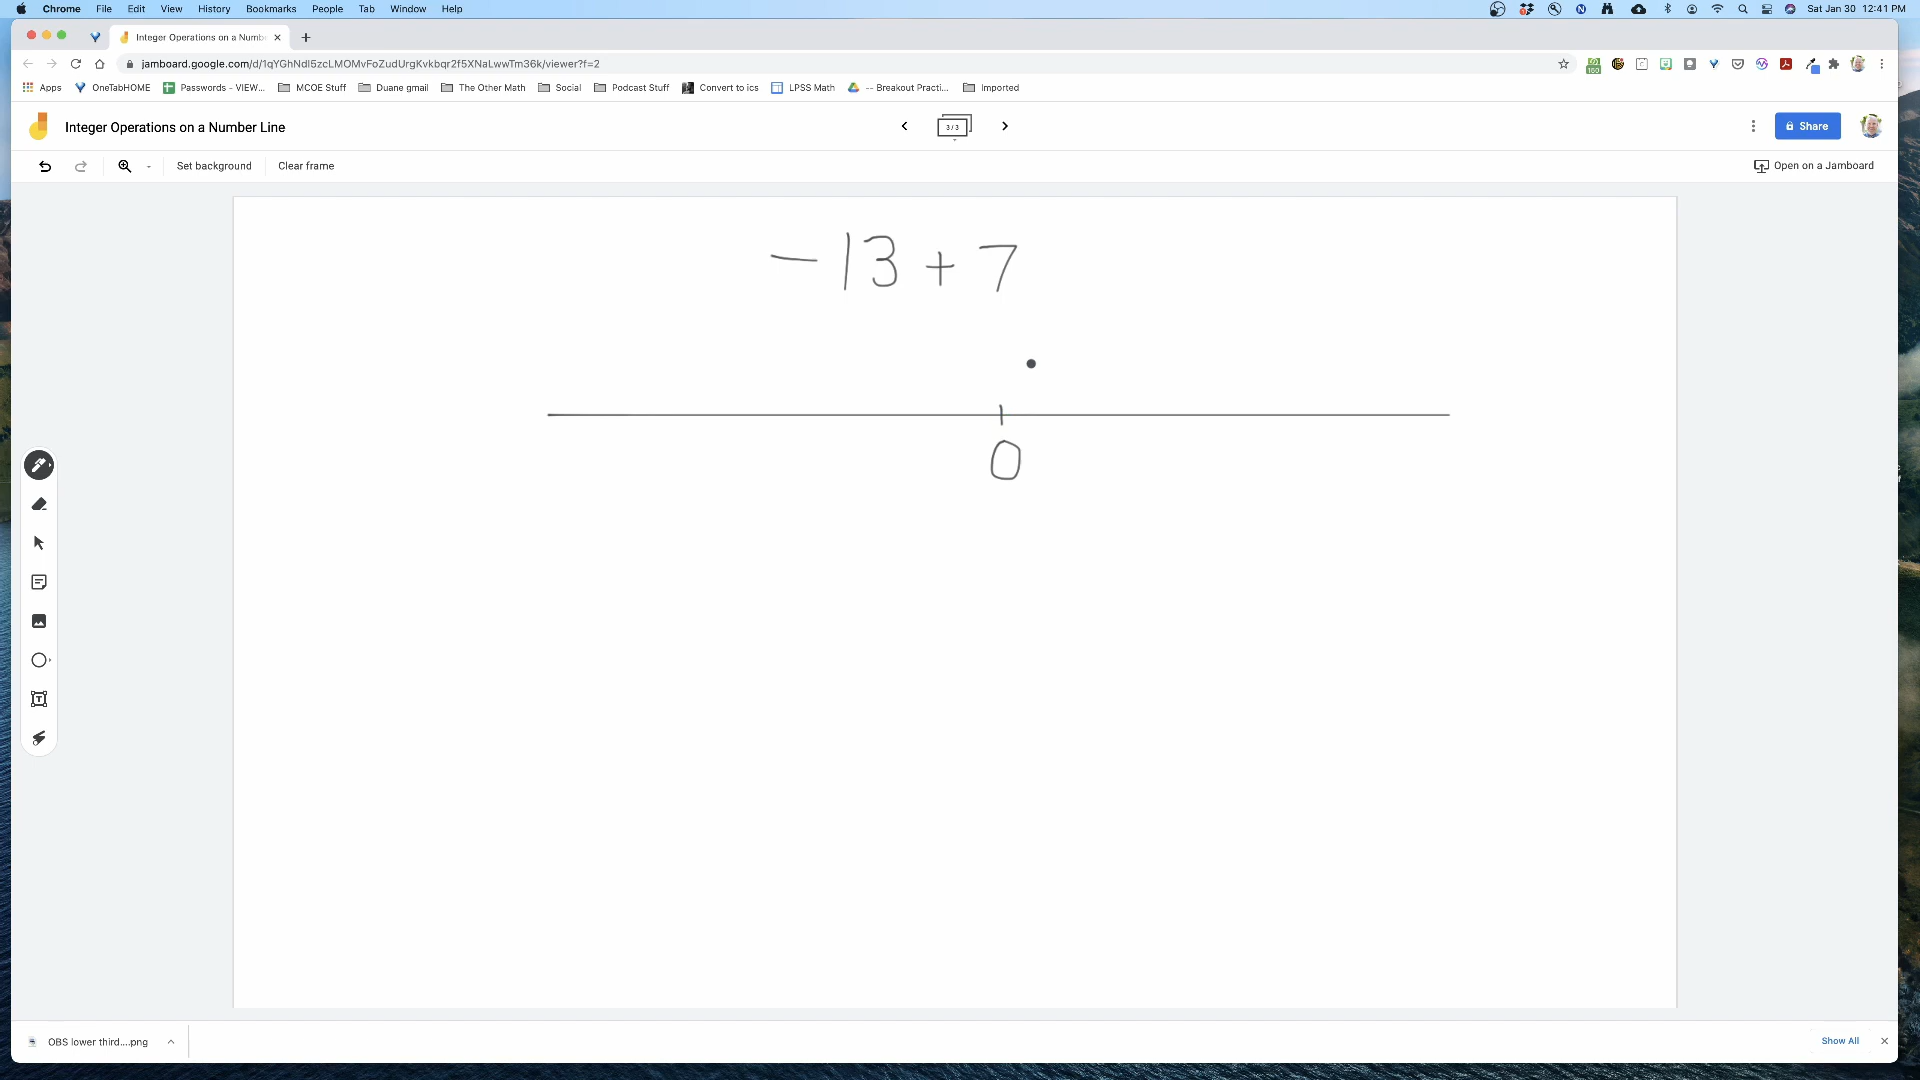 Chrome File Edit View History Bookmarks People Tab Window Help Sat Jan 30 12:41 PM
Integer Operations on a Numb
jamboard.google.com/d/1qYGhNdl5zcLMOMvFoZudUrgKvkbqr2f5XNaLwwTm36k/viewer?f=2
Apps OneTabHOME Passwords - VIEW... MCOE Stuff Duane gmail The Other Math Social Podcast Stuff Convert to ics LPSS Math -- Breakout Practi... Imported
Integer Operations on a Number Line 3 / 3 Share
Set background Clear frame Open on a Jamboard
-13 + 7
0
OBS lower third....png Show All